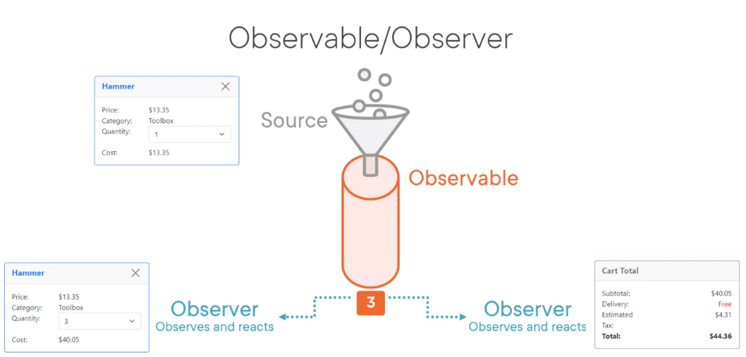 Observable/Observer
Hammer
Price: $13.35
Category: Toolbox
Quantity: 1
Cost: $13.35
Source
Observable
Hammer
Price: $13.35
Category: Toolbox
Quantity: 3
Cost: $40.05
Observer
Observes and reacts
3
Observer
Observes and reacts
Cart Total
Subtotal: $40.05
Delivery: Free
Estimated $4.31
Tax:
Total: $44.36